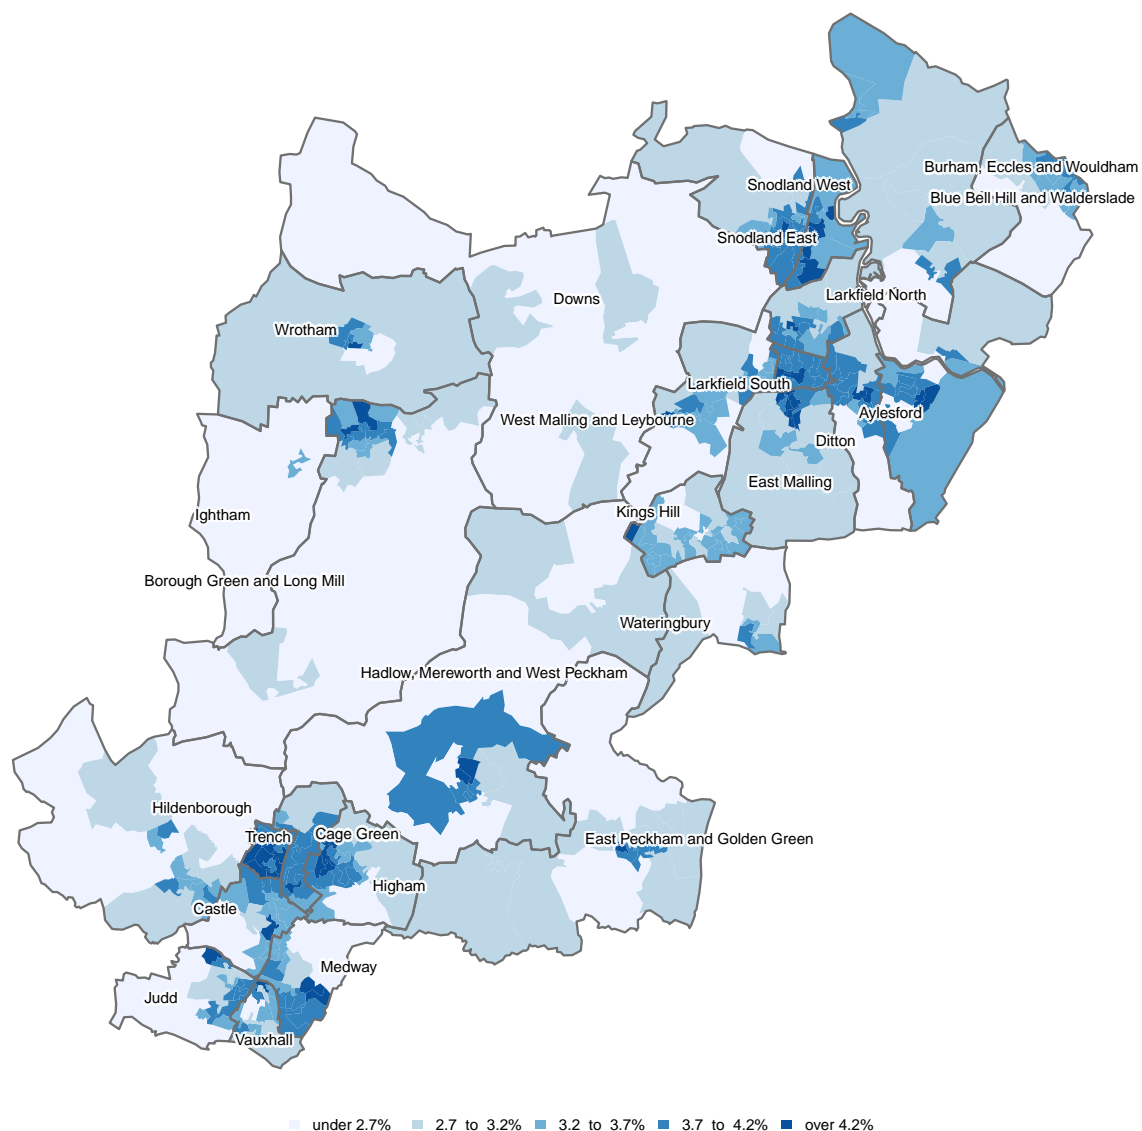 Burham, Eccles and Wouldham
Snodland West
Blue Bell Hill and Walderslade
Snodland East
Larkfield North
Downs
Wrotham
Larkfield South
Aylesford
West Malling and Leybourne
Ditton
East Malling
Kings Hill
Ightham
Borough Green and Long Mill
Wateringbury
Hadlow, Mereworth and West Peckham
Hildenborough
Trench
Cage Green
East Peckham and Golden Green
Higham
Castle
Medway
Judd
Vauxhall
under 2.7% 2.7 to 3.2% 3.2 to 3.7% 3.7 to 4.2% over 4.2%